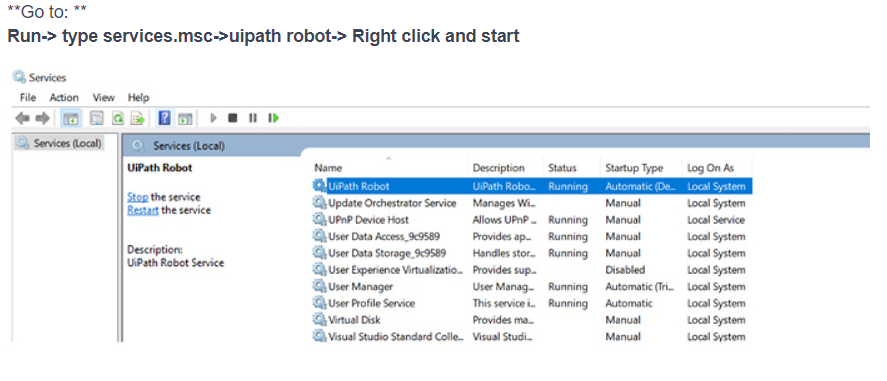 **Go to: **
Run-> type services.msc->uipath robot-> Right click and start
Services
File Action View Help
Services (Local)
Services (Local)
UiPath Robot
Stop the service
Restart the service
Description:
UiPath Robot Service
Name Description Status Startup Type Log On As
UiPath Robot UiPath Robo... Running Automatic (De... Local System
Update Orchestrator Service Manages Wi... Manual Local System
UPnP Device Host Allows UPnP ... Running Manual Local Service
User Data Access_9c9589 Provides ap... Running Manual Local System
User Data Storage_9c9589 Handles stor... Running Manual Local System
User Experience Virtualizatio... Provides sup... Disabled Local System
User Manager User Manag... Running Automatic (Tri... Local System
User Profile Service This service i... Running Automatic Local System
Virtual Disk Provides ma... Manual Local System
Visual Studio Standard Colle... Visual Studi... Manual Local System